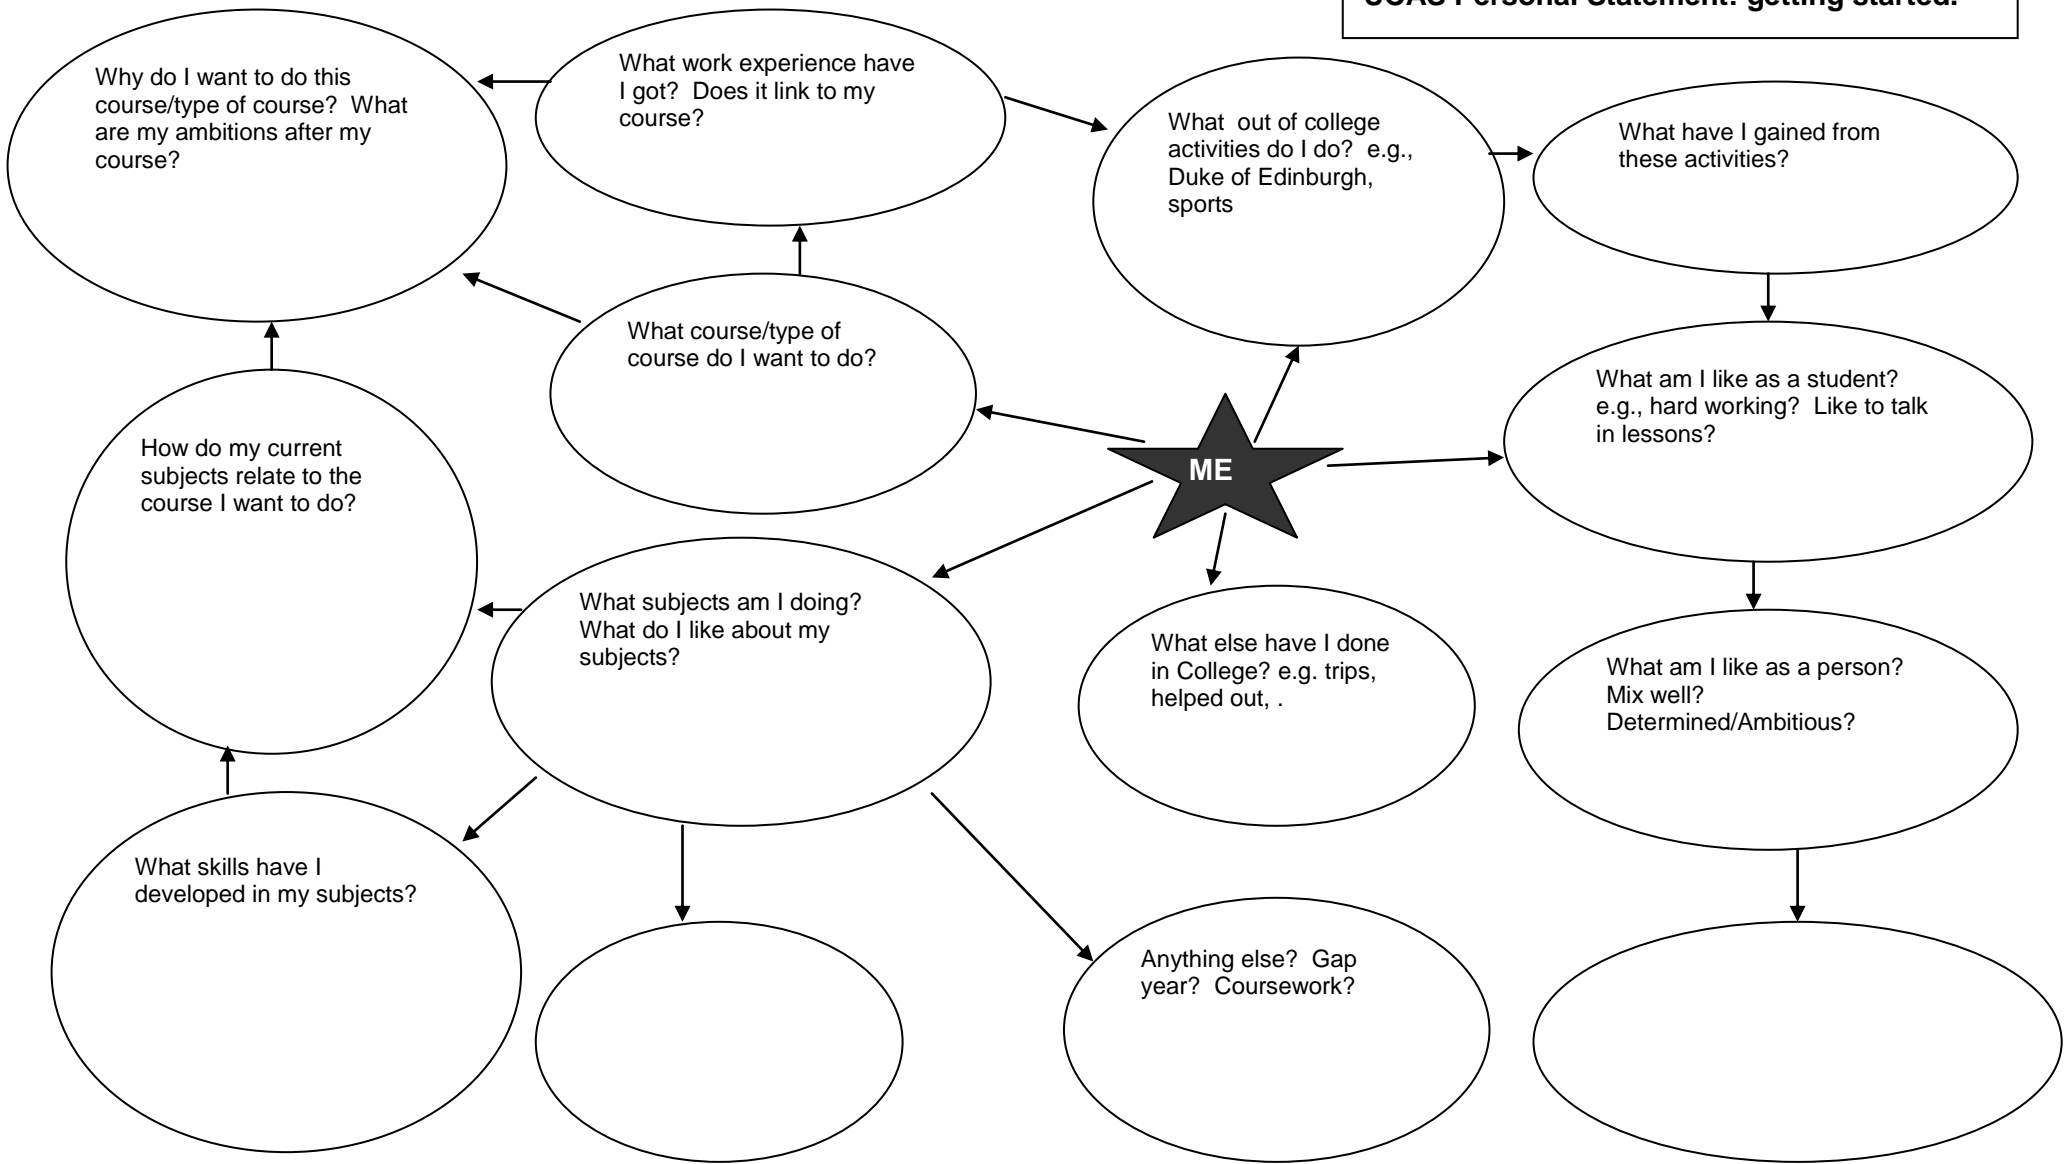 UCAS Personal Statement: getting started.
Why do I want to do this
course/type of course?  What
are my ambitions after my
course?
What work experience have
I got?  Does it link to my
course?
What  out of college
activities do I do?  e.g.,
Duke of Edinburgh,
sports
What have I gained from
these activities?
What course/type of
course do I want to do?
What am I like as a student?
e.g., hard working?  Like to talk
in lessons?
How do my current
subjects relate to the
course I want to do?
ME
What subjects am I doing?
What do I like about my
subjects?
What else have I done
in College? e.g. trips,
helped out, .
What am I like as a person?
Mix well?
Determined/Ambitious?
What skills have I
developed in my subjects?
Anything else?  Gap
year?  Coursework?